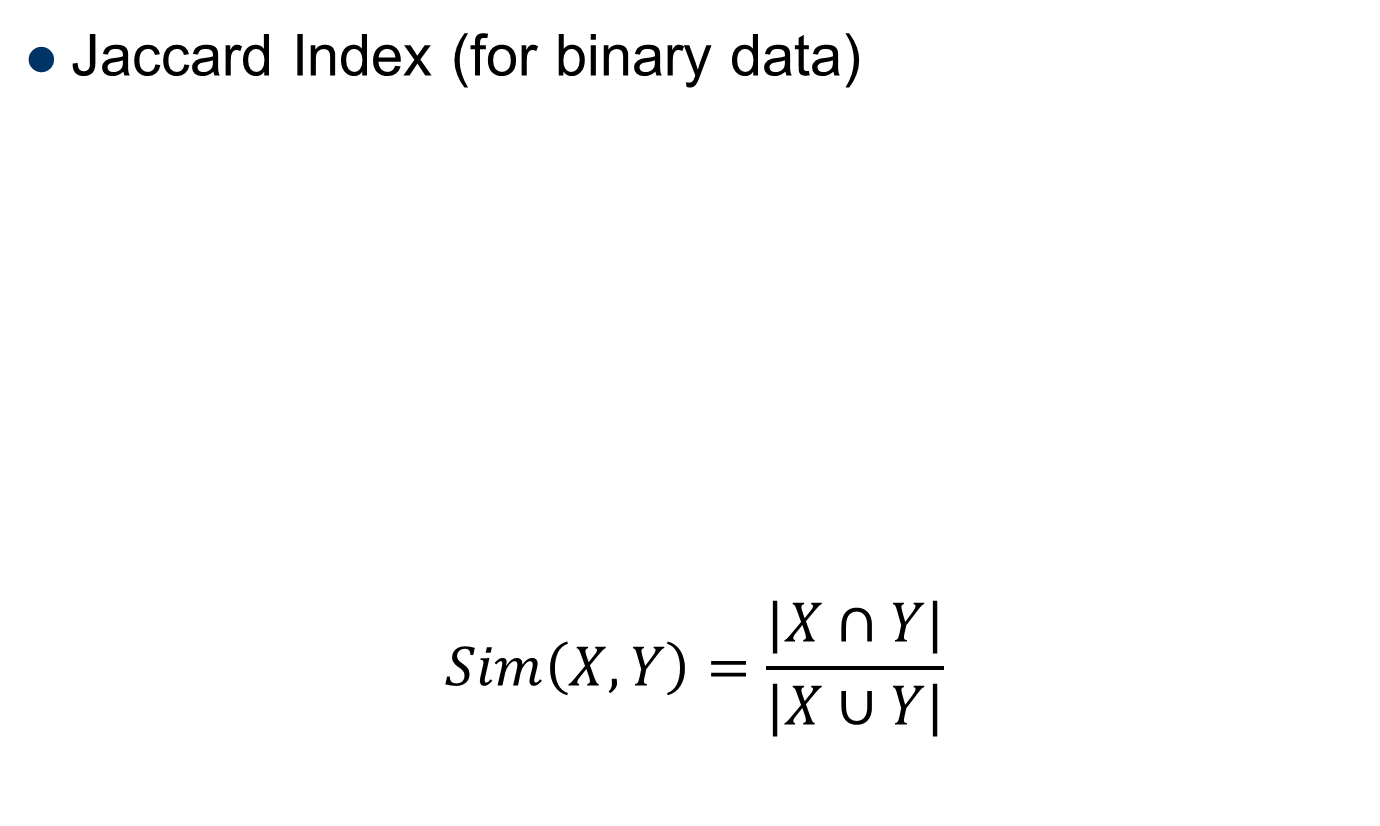 • Jaccard Index (for binary data)
𝑆𝑖𝑚(𝑋, 𝑌) = |𝑋 ∩ 𝑌| / |𝑋 ∪ 𝑌|